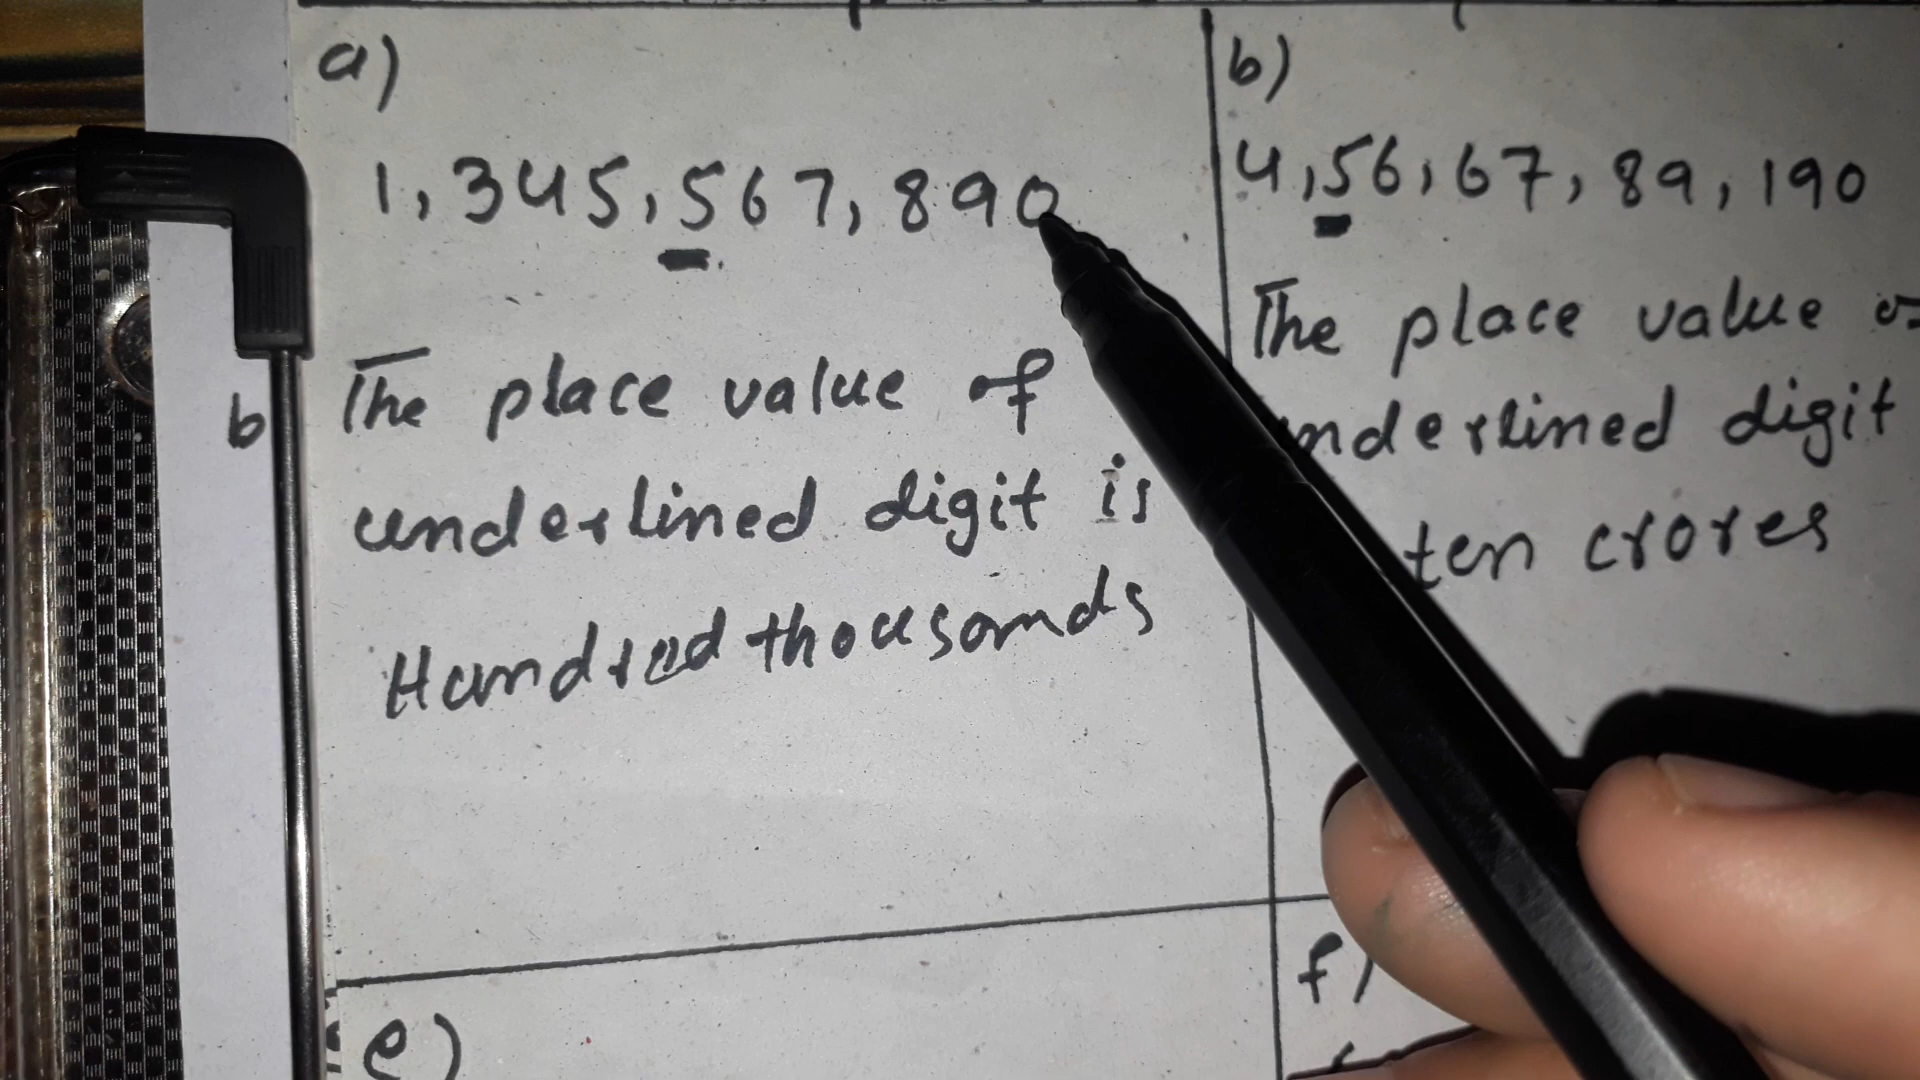 a)
1,345,567,890
The place value of
underlined digit is
Hundred thousands
b)
4,56,67,89,190
The place value
underlined digit
ten crores
b
e)
f)